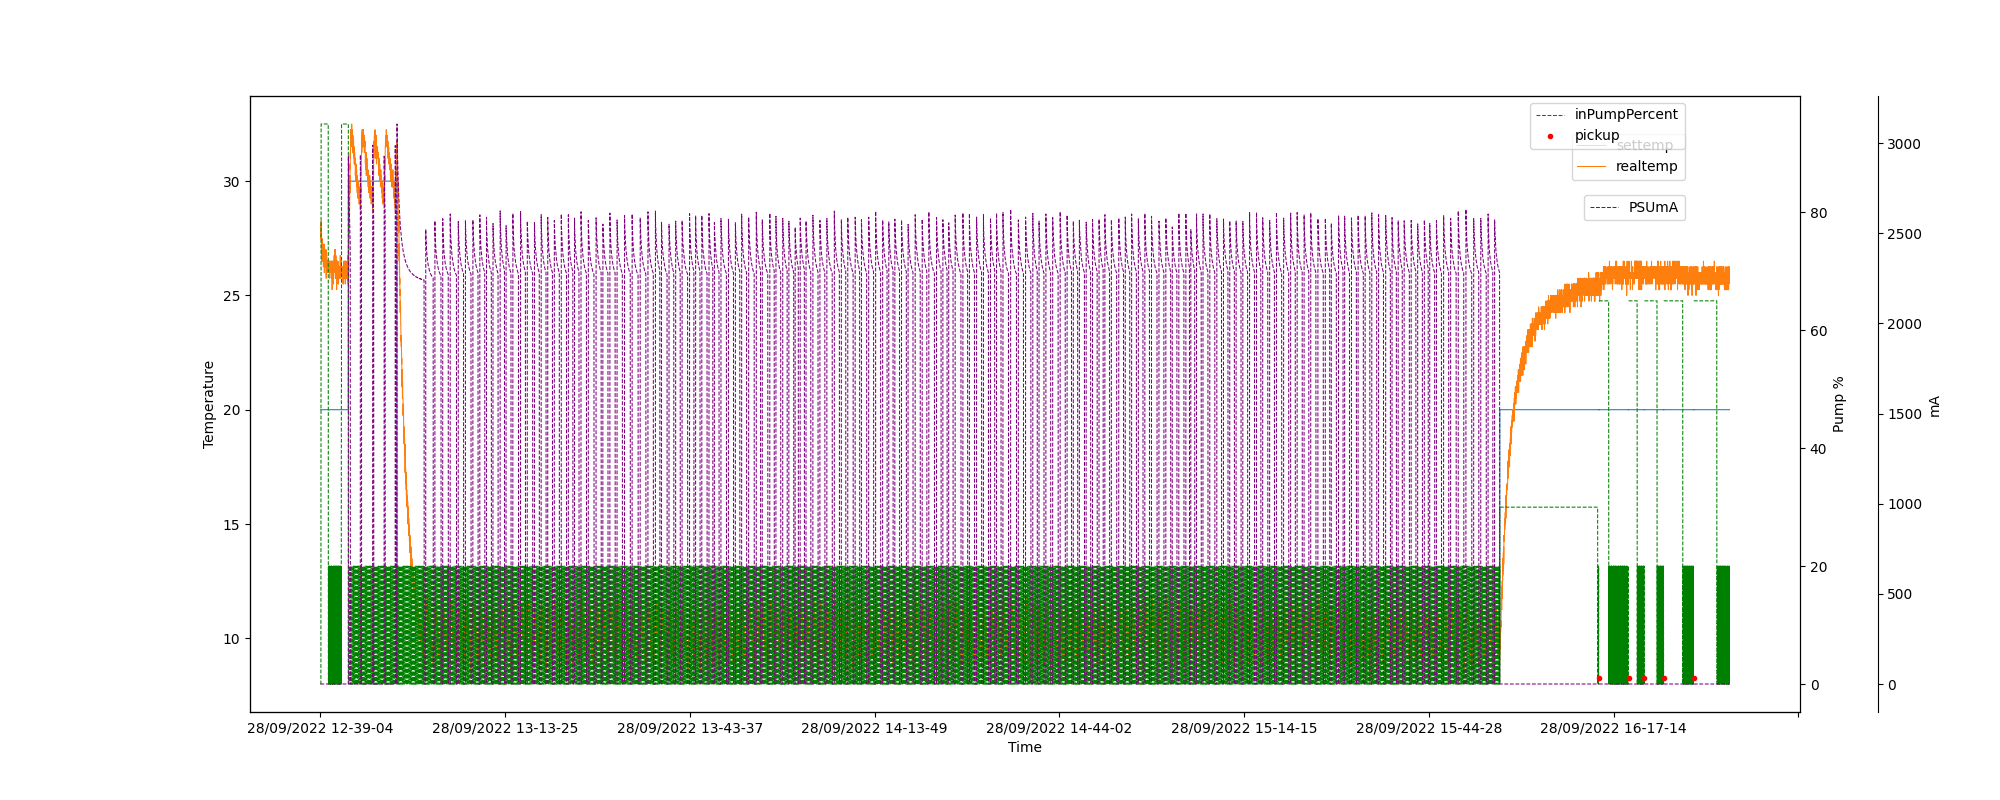 inPumpPercent
pickup
settemp
realtemp
PSUmA
30
25
20
15
10
Temperature
80
60
40
20
0
Pump %
3000
2500
2000
1500
1000
500
0
mA
28/09/2022 12-39-04
28/09/2022 13-13-25
28/09/2022 13-43-37
28/09/2022 14-13-49
28/09/2022 14-44-02
28/09/2022 15-14-15
28/09/2022 15-44-28
28/09/2022 16-17-14
Time